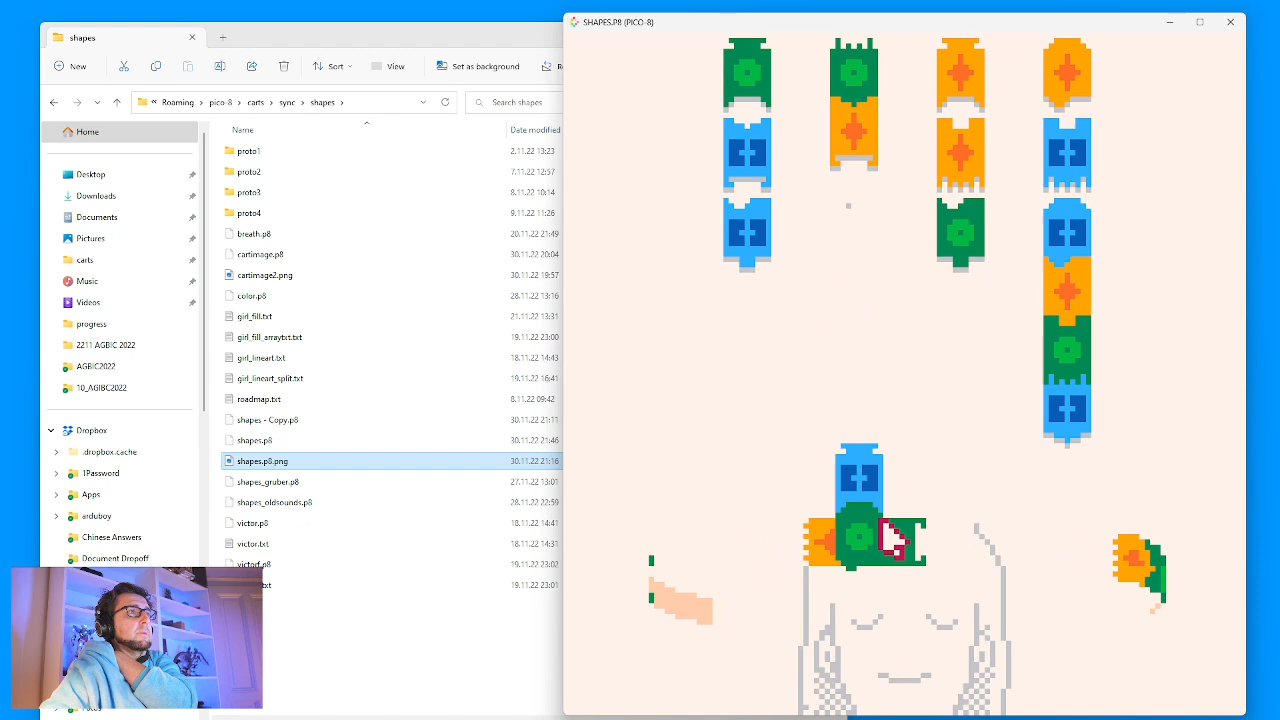 shapes
SHAPES.P8 (PICO-8)
New
Sort
View
Set as background
Roaming
pico-8
carts
sync
shapes
Search shapes
Home
Name
Date modified
Desktop
Downloads
Documents
Pictures
carts
Music
Videos
progress
2211 AGBIC 2022
AGBIC2022
10_AGIBC2022
Dropbox
.dropbox.cache
1Password
Apps
arduboy
Chinese Answers
Document Dropoff
proto1 2.11.22 13:23
proto2 7.11.22 12:57
proto3 8.11.22 10:14
proto4 9.11.22 11:26
breath.p8 20.11.22 21:49
cartimage.p8 30.11.22 20:04
cartimage2.png 30.11.22 19:57
color.p8 28.11.22 13:16
girl_fill.txt 21.11.22 13:31
girl_fill_arraytxt.txt 19.11.22 23:00
girl_lineart.txt 18.11.22 14:43
girl_lineart_split.txt 19.11.22 16:41
roadmap.txt 8.11.22 09:42
shapes - Copy.p8 30.11.22 21:11
shapes.p8 30.11.22 21:46
shapes.p8.png 30.11.22 21:16
shapes_gruber.p8 27.11.22 13:01
shapes_oldsounds.p8 28.11.22 22:59
victor.p8 18.11.22 14:41
victor.txt 18.11.22 14:31
19.11.22 23:02
19.11.22 23:01